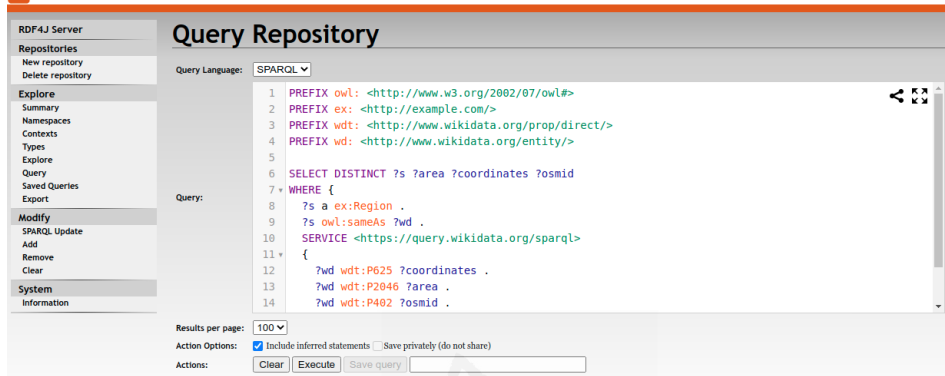 RDF4J Server
Repositories
New repository
Delete repository
Explore
Summary
Namespaces
Contexts
Types
Explore
Query
Saved Queries
Export
Modify
SPARQL Update
Add
Remove
Clear
System
Information
Query Repository
Query Language: SPARQL
Query:
1 PREFIX owl: <http://www.w3.org/2002/07/owl#>
2 PREFIX ex: <http://example.com/>
3 PREFIX wdt: <http://www.wikidata.org/prop/direct/>
4 PREFIX wd: <http://www.wikidata.org/entity/>
5
6 SELECT DISTINCT ?s ?area ?coordinates ?osmid
7 WHERE {
8 ?s a ex:Region .
9 ?s owl:sameAs ?wd .
10 SERVICE <https://query.wikidata.org/sparql>
11 {
12 ?wd wdt:P625 ?coordinates .
13 ?wd wdt:P2046 ?area .
14 ?wd wdt:P402 ?osmid .
Results per page: 100
Action Options: Include inferred statements Save privately (do not share)
Actions: Clear Execute Save query